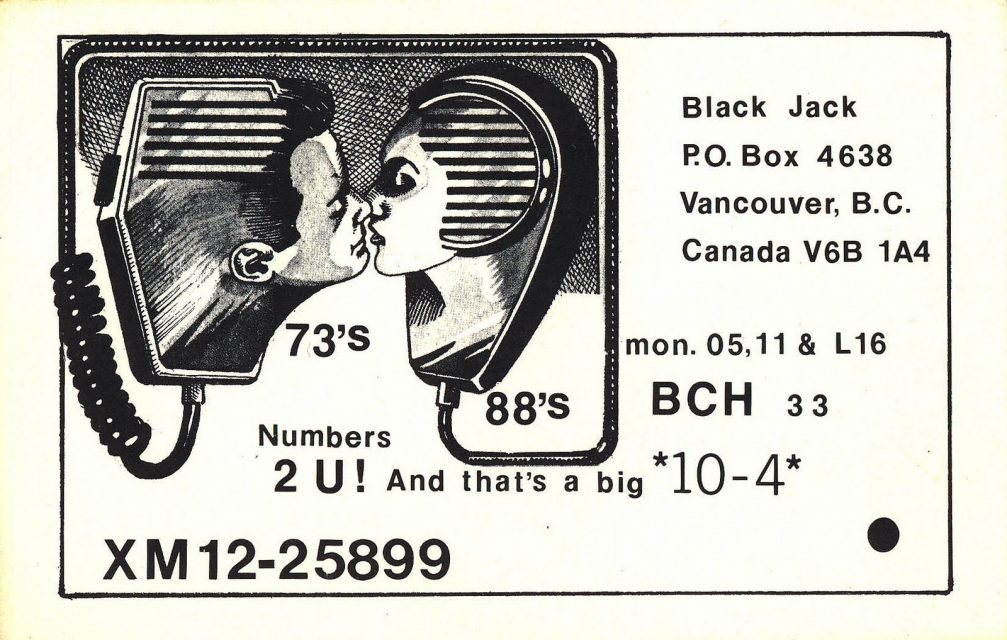 Black Jack
P.O. Box 4638
Vancouver, B.C.
Canada V6B 1A4
73's
mon. 05,11 & L16
88's
BCH 33
Numbers
2 U! And that's a big *10-4*
XM12-25899